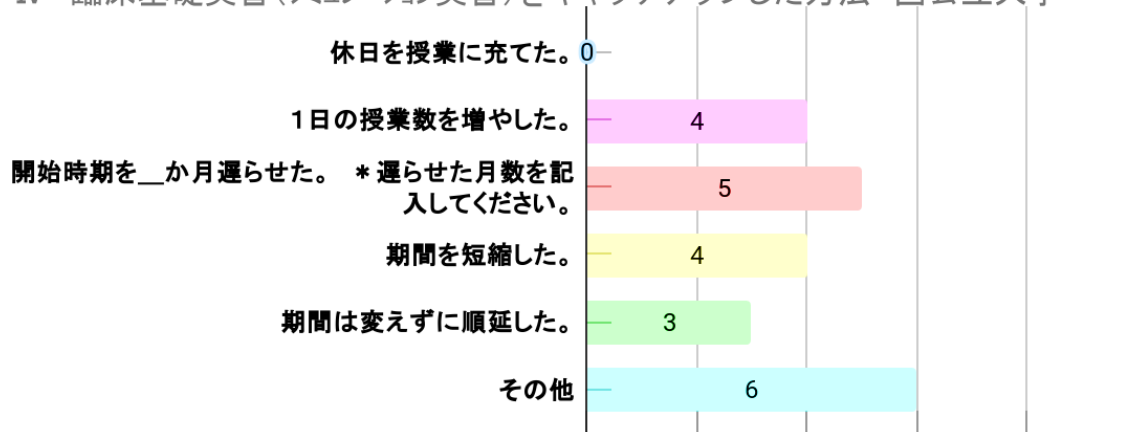 休日を授業に充てた。 0
1日の授業数を増やした。 4
開始時期を__か月遅らせた。 ＊遅らせた月数を記
入してください。 5
期間を短縮した。 4
期間は変えずに順延した。 3
その他 6